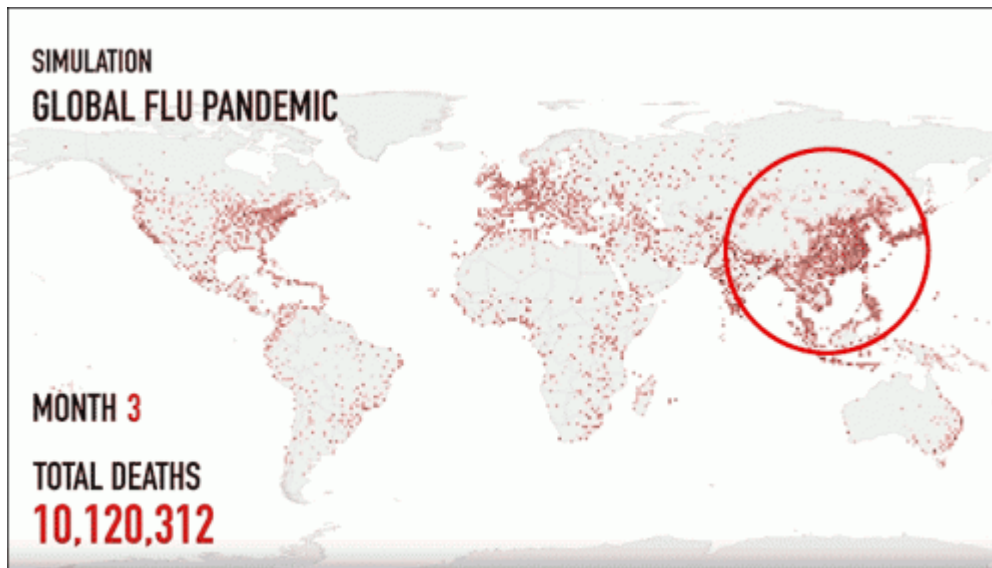 SIMULATION
GLOBAL FLU PANDEMIC
MONTH 3
TOTAL DEATHS
10,120,312